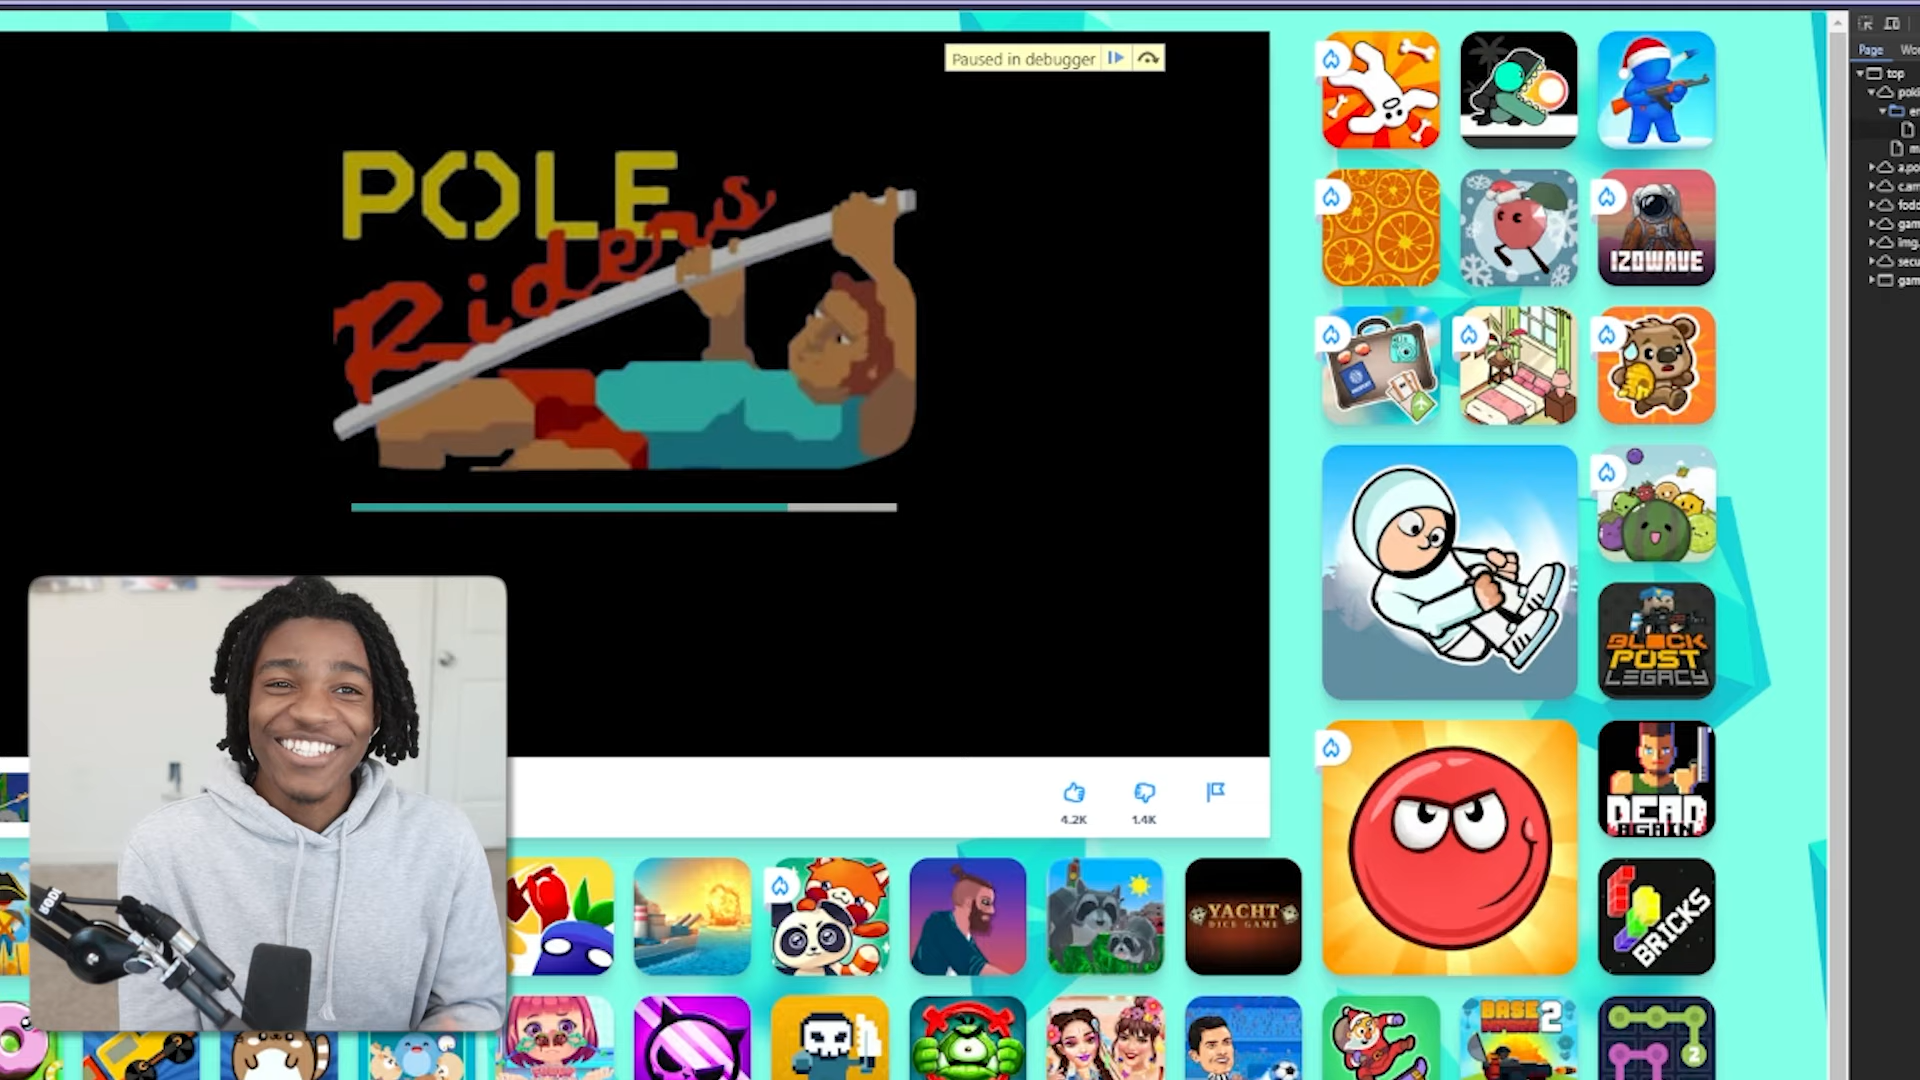 Paused in debugger
POLE
Riders
4.2K
1.4K
IZOWAVE
BLOCK
POST
LEGACY
DEAD
AGAIN
BRICKS
YACHT
DICE GAME
BASE
2
2
Page
top